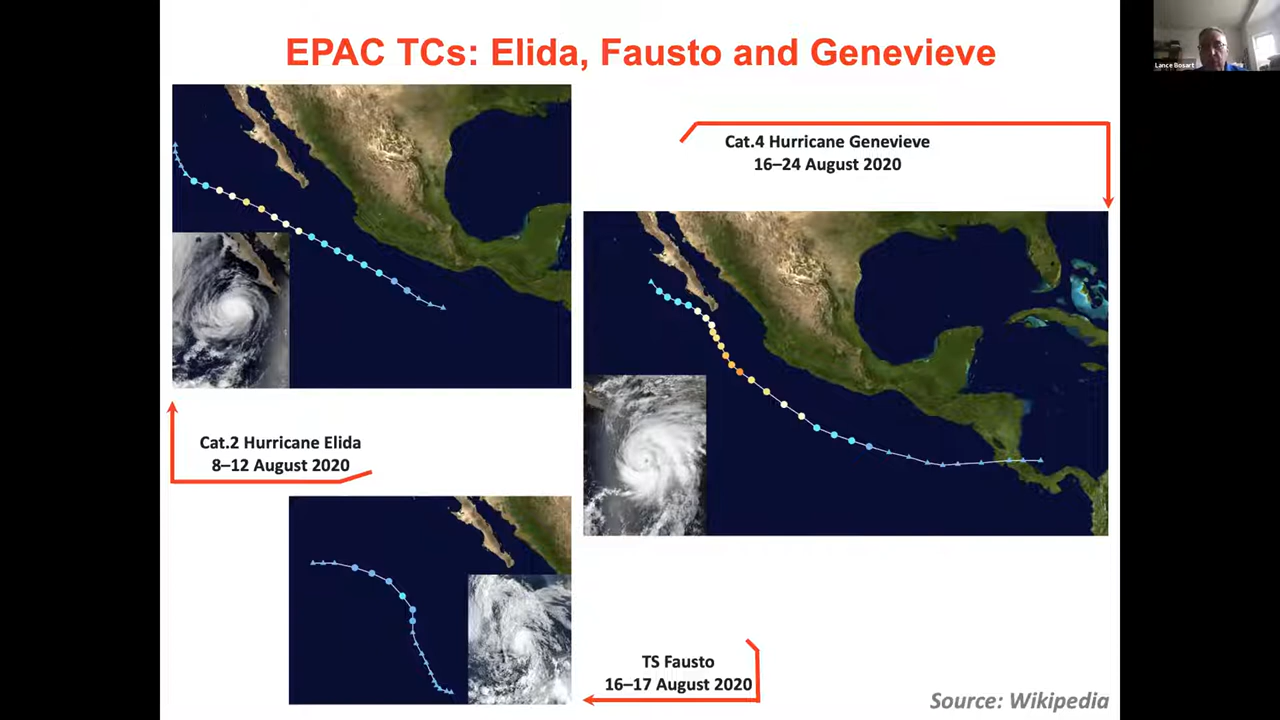 EPAC TCs: Elida, Fausto and Genevieve
Lance Bosart
Cat.4 Hurricane Genevieve
16–24 August 2020
Cat.2 Hurricane Elida
8–12 August 2020
TS Fausto
16–17 August 2020
Source: Wikipedia